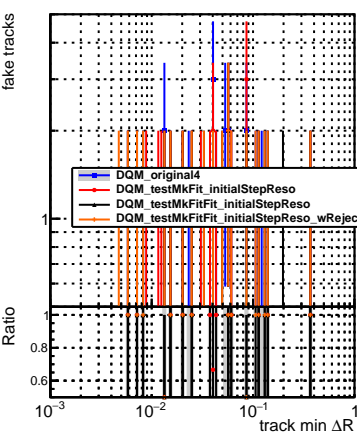 fake tracks
DQM_original4
DQM_testMkFit_initialStepReso
DQM_testMkFitFit_initialStepReso
DQM_testMkFitFit_initialStepReso_wRejec
1
Ratio
1
0.8
0.6
10⁻³ 10⁻² 10⁻¹ 1
track min ΔR